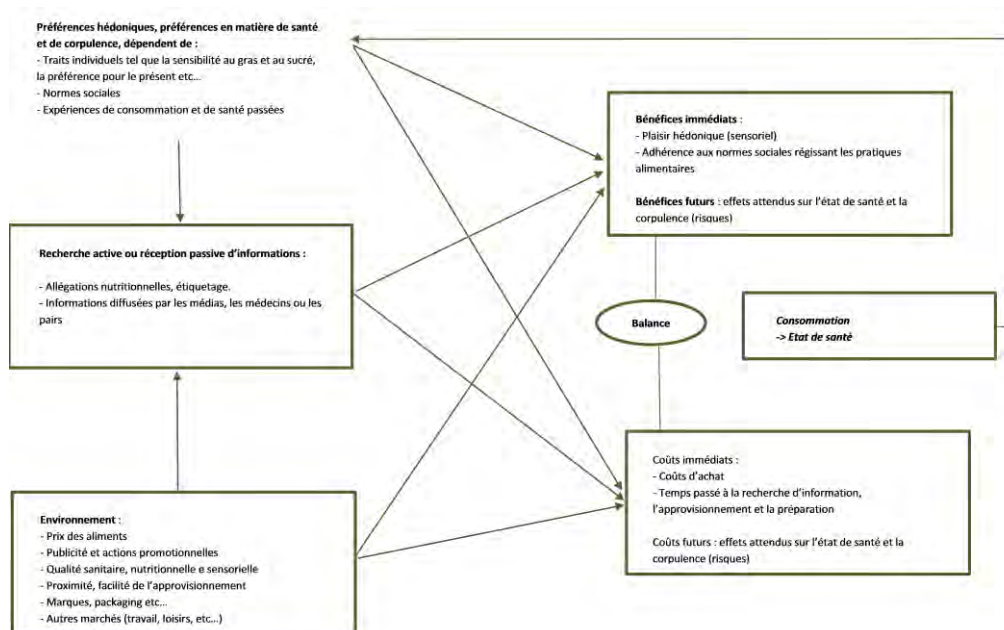 Préférences hédoniques, préférences en matière de santé
et de corpulence, dépendent de :
- Traits individuels tel que la sensibilité au gras et au sucré,
la préférence pour le présent etc...
- Normes sociales
- Expériences de consommation et de santé passées
Bénéfices immédiats :
- Plaisir hédonique (sensoriel)
- Adhérence aux normes sociales régissant les pratiques
alimentaires
Bénéfices futurs : effets attendus sur l'état de santé et la
corpulence (risques)
Recherche active ou réception passive d'informations :
- Allégations nutritionnelles, étiquetage.
- Informations diffusées par les médias, les médecins ou les
pairs
Balance
Consommation
-> Etat de santé
Coûts immédiats :
- Coûts d'achat
- Temps passé à la recherche d'information,
l'approvisionnement et la préparation
Coûts futurs : effets attendus sur l'état de santé et la
corpulence (risques)
Environnement :
- Prix des aliments
- Publicité et actions promotionnelles
- Qualité sanitaire, nutritionnelle e sensorielle
- Proximité, facilité de l'approvisionnement
- Marques, packaging etc...
- Autres marchés (travail, loisirs, etc...)